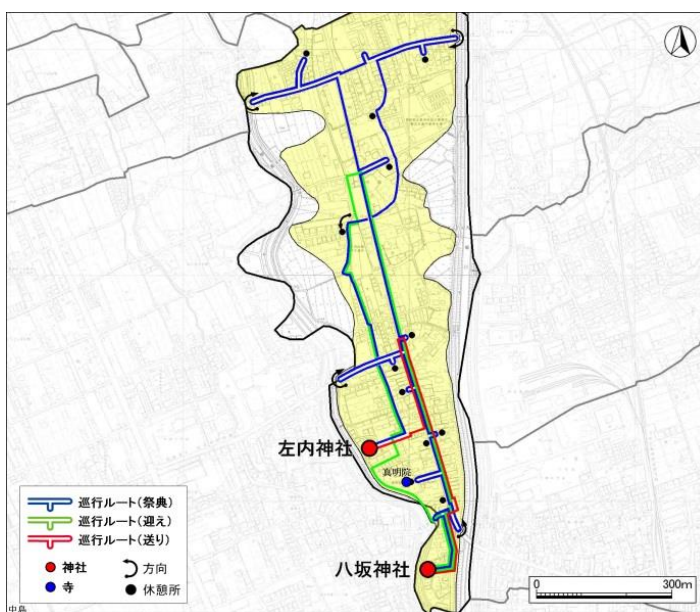 左内神社
真明院
八坂神社
巡行ルート(祭典)
巡行ルート(迎え)
巡行ルート(送り)
神社
方向
寺
休憩所
0
300m
中島